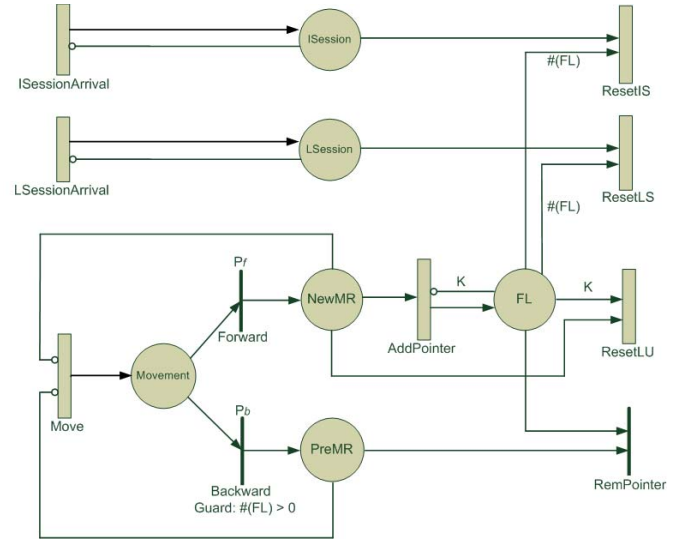 ISession
#(FL)
ISessionArrival
ResetIS
LSession
LSessionArrival
ResetLS
#(FL)
Pf
K
K
NewMR
FL
Forward
AddPointer
ResetLU
Movement
Move
Pb
PreMR
Backward
Guard: #(FL) > 0
RemPointer